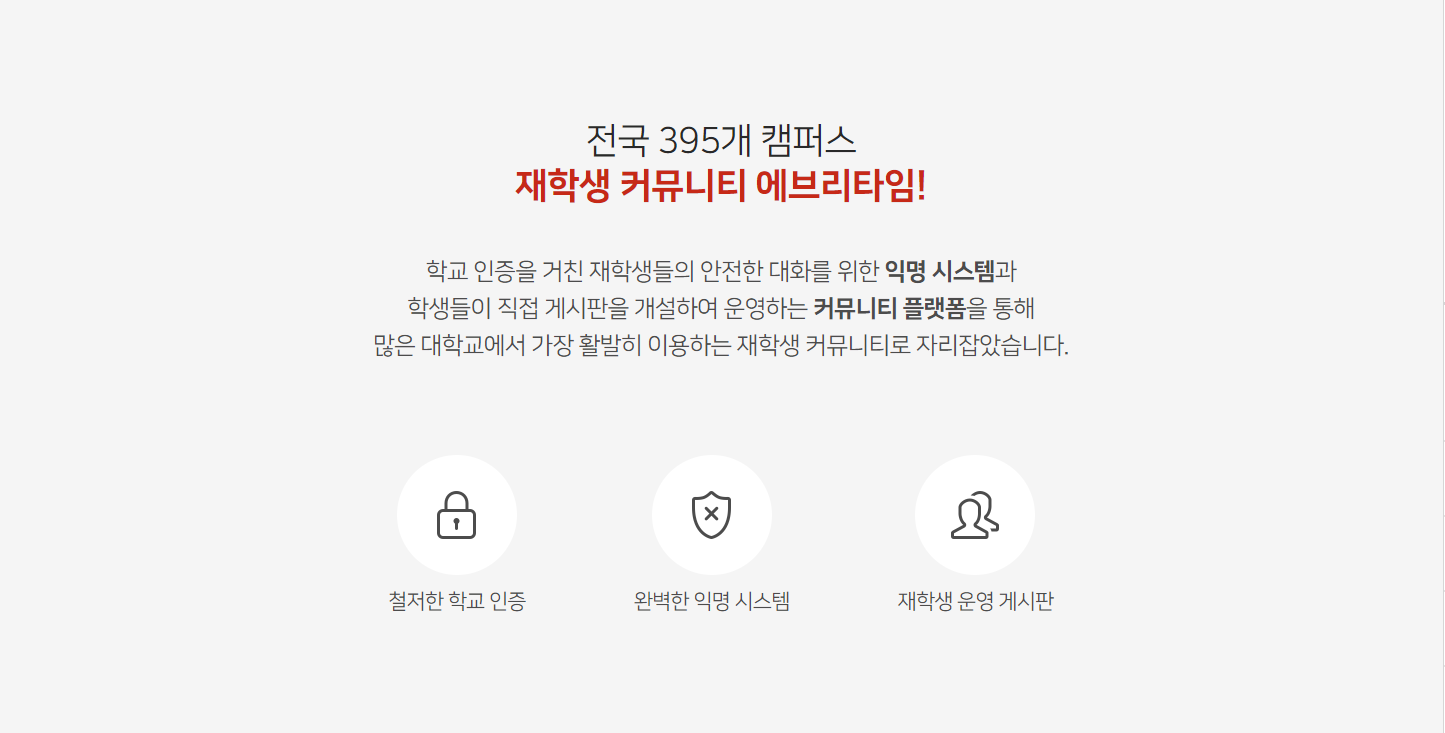 전국 395개 캠퍼스
재학생 커뮤니티 에브리타임!
학교 인증을 거친 재학생들의 안전한 대화를 위한 익명 시스템과
학생들이 직접 게시판을 개설하여 운영하는 커뮤니티 플랫폼을 통해
많은 대학교에서 가장 활발히 이용하는 재학생 커뮤니티로 자리잡았습니다.
철저한 학교 인증
완벽한 익명 시스템
재학생 운영 게시판